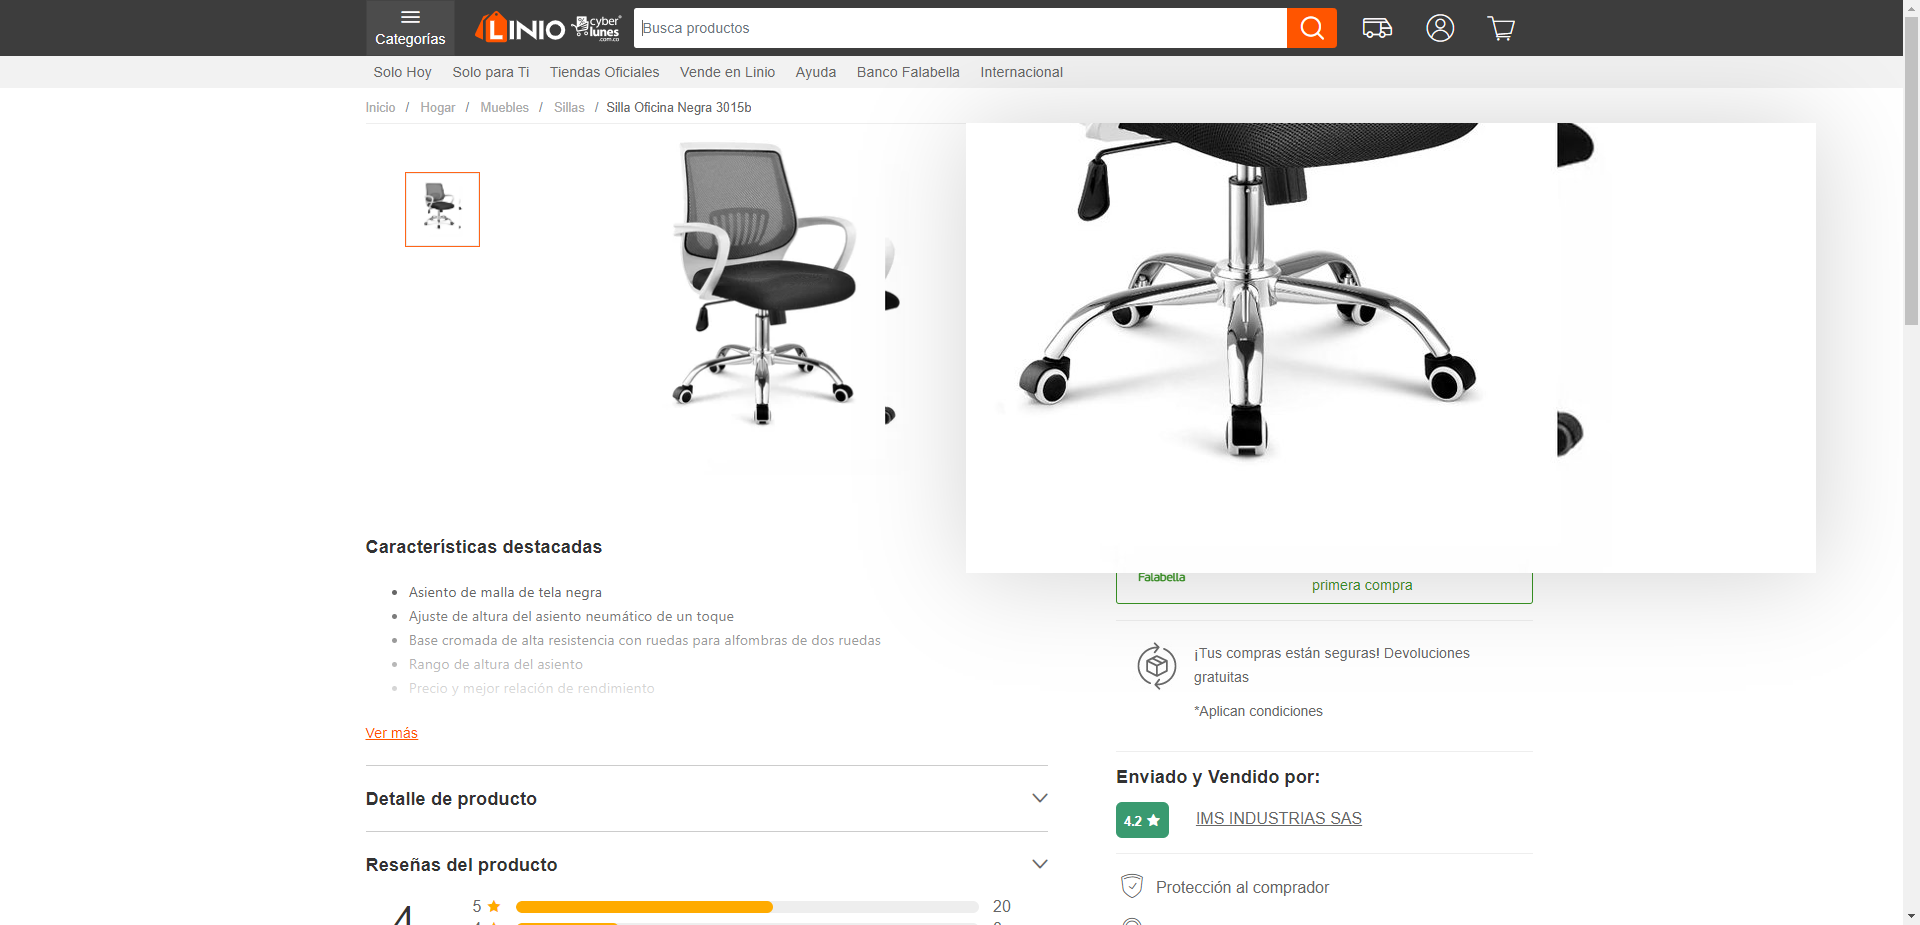 Categorías
LINIO
cyber lunes .com.co
Busca productos
Solo Hoy Solo para Ti Tiendas Oficiales Vende en Linio Ayuda Banco Falabella Internacional
Inicio / Hogar / Muebles / Sillas / Silla Oficina Negra 3015b
Características destacadas
Asiento de malla de tela negra
Ajuste de altura del asiento neumático de un toque
Base cromada de alta resistencia con ruedas para alfombras de dos ruedas
Rango de altura del asiento
Precio y mejor relación de rendimiento
Ver más
Detalle de producto
Reseñas del producto
4
5 20
Falabella
primera compra
¡Tus compras están seguras! Devoluciones
gratuitas
*Aplican condiciones
Enviado y Vendido por:
4.2 IMS INDUSTRIAS SAS
Protección al comprador